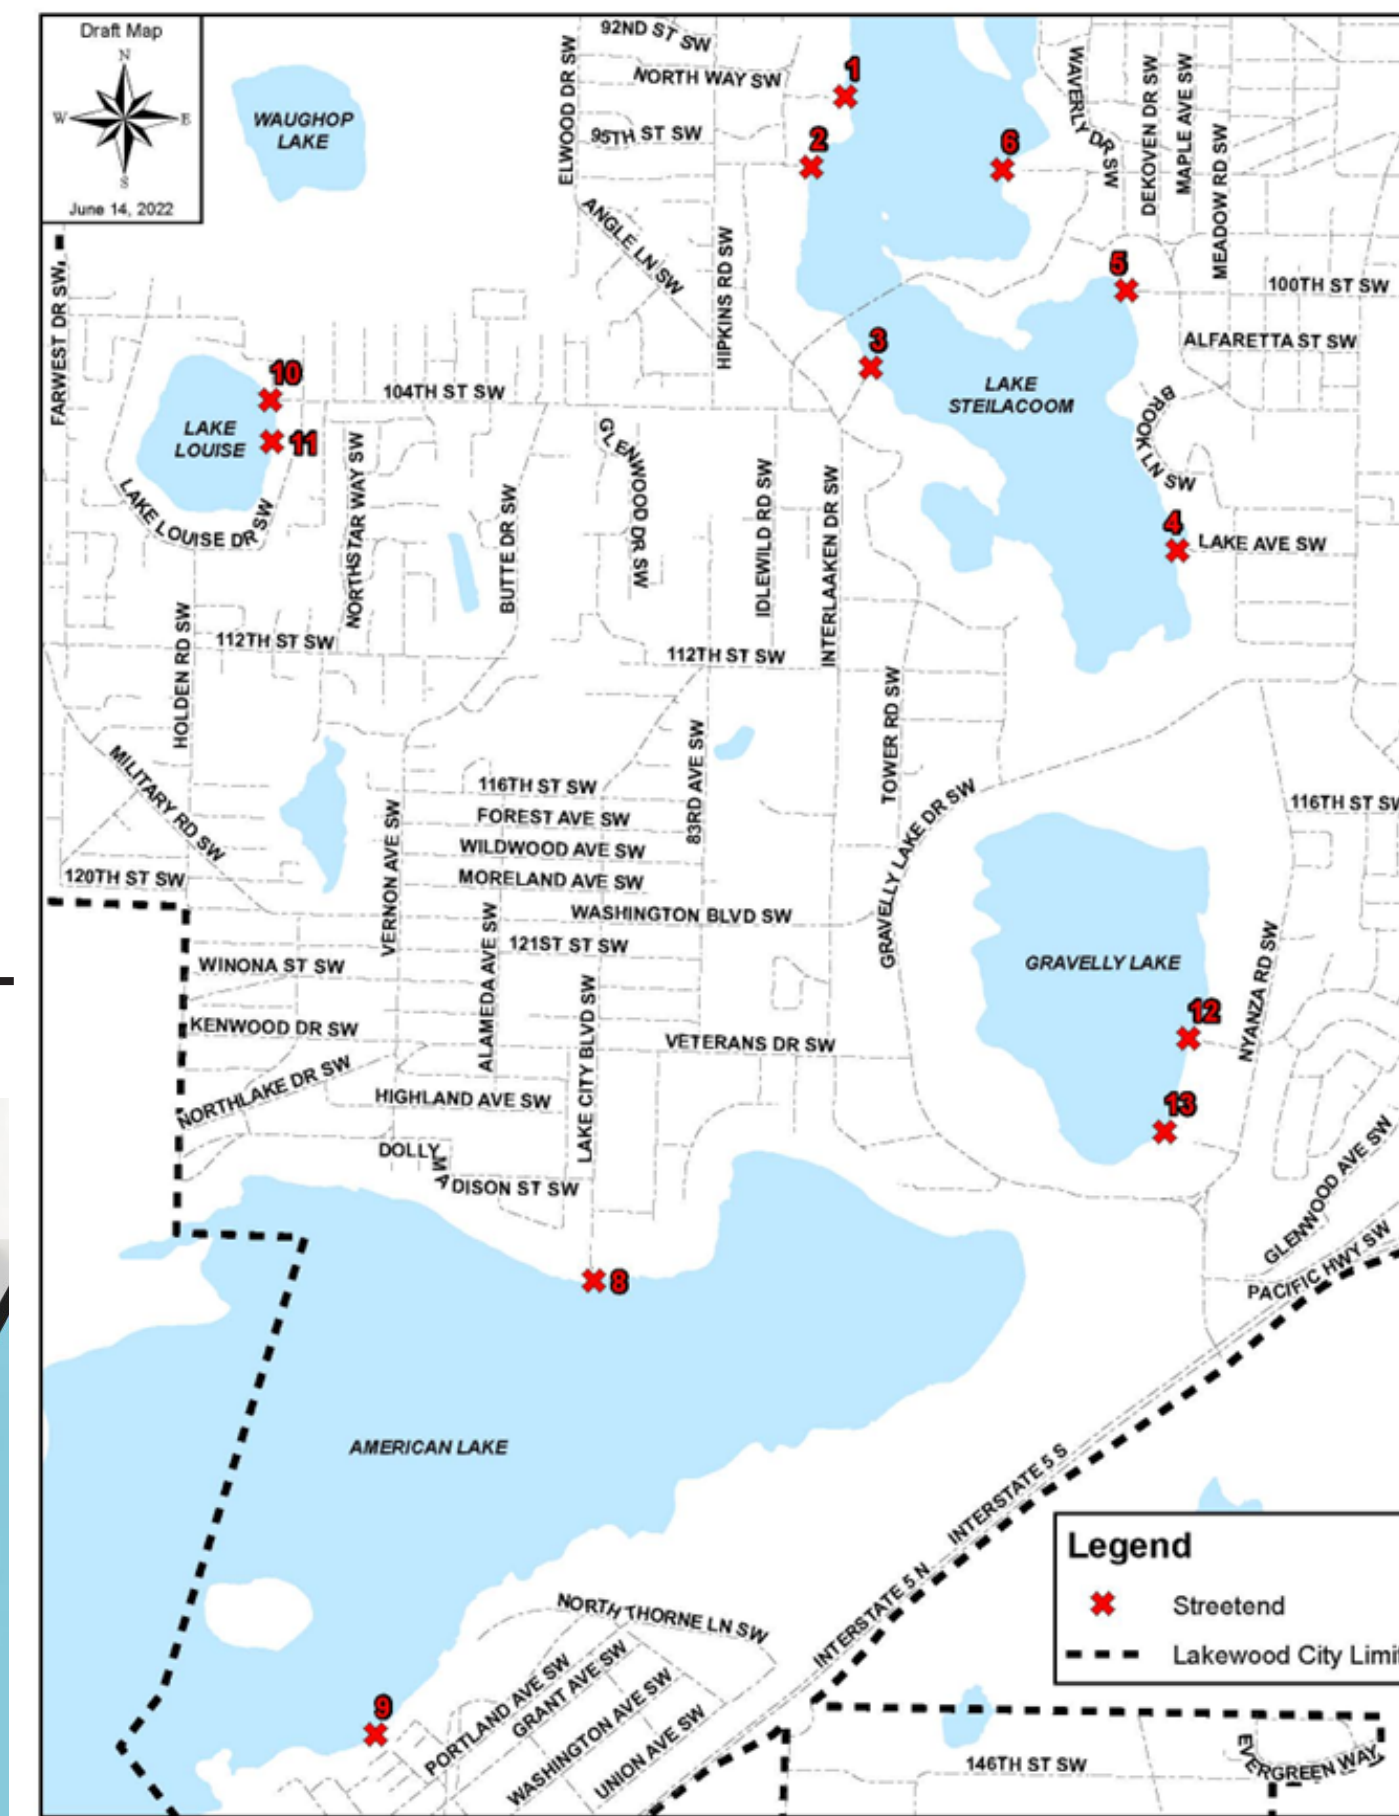 Draft Map
N
W
E
S
June 14, 2022
WAUGHOP
LAKE
92ND ST SW
NORTH WAY SW
95TH ST SW
ELWOOD DR SW
ANGLE LN SW
HIPKINS RD SW
1
2
6
WAVERLY DR SW
DEKOVEN DR SW
MAPLE AVE SW
MEADOW RD SW
5
100TH ST SW
ALFARETTA ST SW
3
LAKE
STEILACOOM
BROOK LN SW
4
LAKE AVE SW
FARWEST DR SW
10
LAKE
LOUISE
11
104TH ST SW
LAKE LOUISE DR SW
NORTHSTAR WAY SW
BUTTE DR SW
GLENWOOD DR SW
IDLEWILD RD SW
INTERLAAKEN DR SW
HOLDEN RD SW
112TH ST SW
112TH ST SW
TOWER RD SW
83RD AVE SW
MILITARY RD SW
120TH ST SW
VERNON AVE SW
116TH ST SW
FOREST AVE SW
WILDWOOD AVE SW
MORELAND AVE SW
WASHINGTON BLVD SW
121ST ST SW
ALAMEDA AVE SW
LAKE CITY BLVD SW
GRAVELLY LAKE DR SW
116TH ST SW
GRAVELLY LAKE
NYANZA RD SW
12
13
WINONA ST SW
KENWOOD DR SW
VETERANS DR SW
NORTHLAKE DR SW
HIGHLAND AVE SW
DOLLY MADISON ST SW
GLENWOOD AVE SW
PACIFIC HWY SW
8
AMERICAN LAKE
INTERSTATE 5 S
INTERSTATE 5 N
NORTH THORNE LN SW
PORTLAND AVE SW
GRANT AVE SW
WASHINGTON AVE SW
UNION AVE SW
9
Legend
Streetend
Lakewood City Limit
146TH ST SW
EVERGREEN WAY